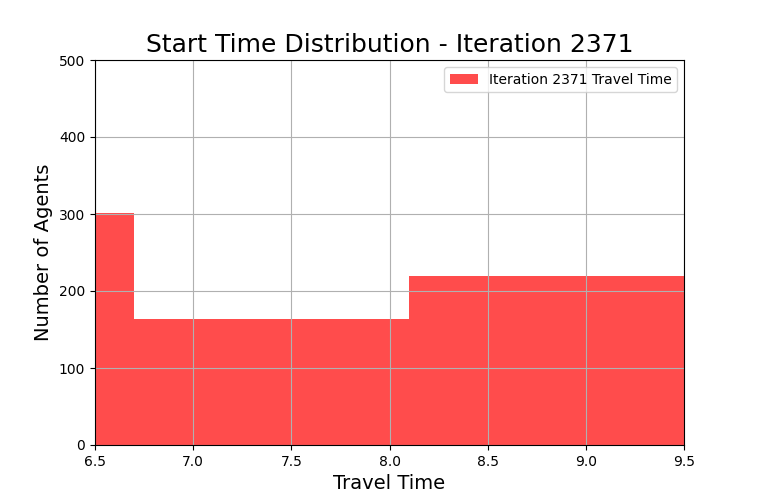 Start Time Distribution - Iteration 2371
Iteration 2371 Travel Time
Number of Agents
500
400
300
200
100
0
6.5 7.0 7.5 8.0 8.5 9.0 9.5
Travel Time